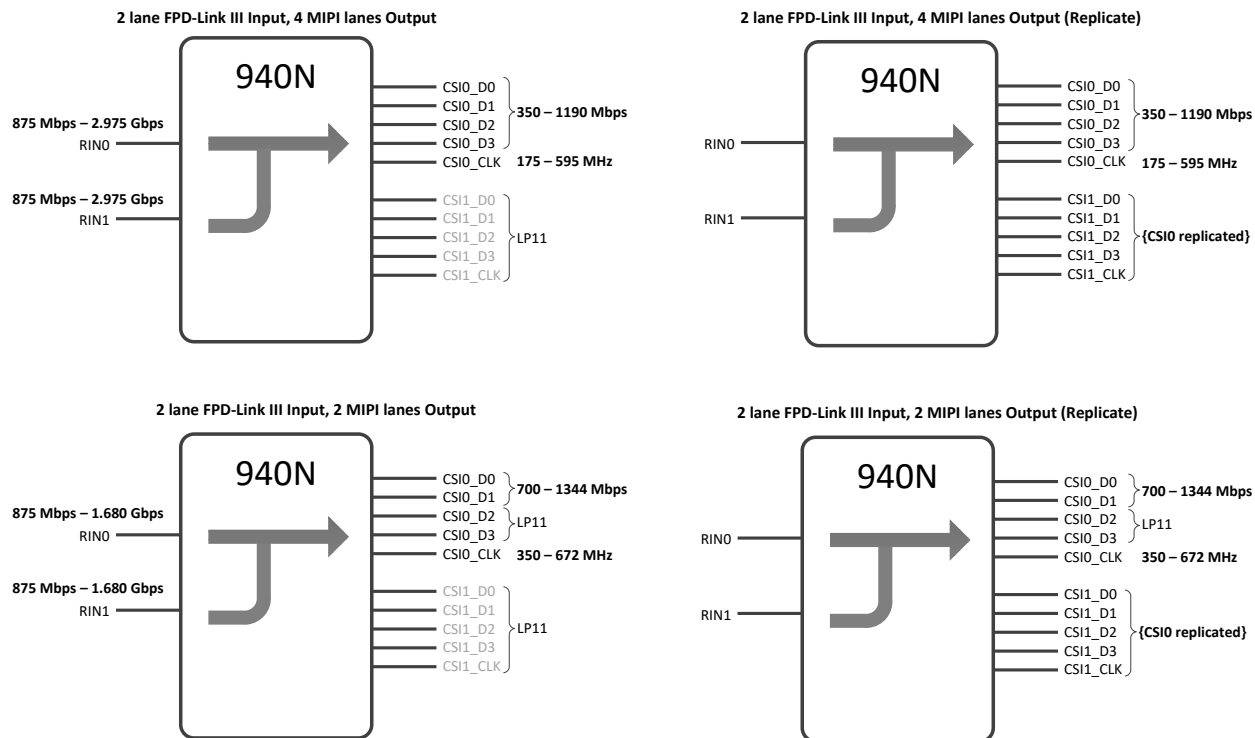 2 lane FPD-Link III Input, 4 MIPI lanes Output
940N
875 Mbps – 2.975 Gbps
RIN0
875 Mbps – 2.975 Gbps
RIN1
CSI0_D0
CSI0_D1
CSI0_D2
CSI0_D3
350 – 1190 Mbps
CSI0_CLK 175 – 595 MHz
CSI1_D0
CSI1_D1
CSI1_D2
CSI1_D3
CSI1_CLK
LP11
2 lane FPD-Link III Input, 4 MIPI lanes Output (Replicate)
940N
RIN0
RIN1
CSI0_D0
CSI0_D1
CSI0_D2
CSI0_D3
350 – 1190 Mbps
CSI0_CLK 175 – 595 MHz
CSI1_D0
CSI1_D1
CSI1_D2
CSI1_D3
CSI1_CLK
{CSI0 replicated}
2 lane FPD-Link III Input, 2 MIPI lanes Output
940N
875 Mbps – 1.680 Gbps
RIN0
875 Mbps – 1.680 Gbps
RIN1
CSI0_D0
CSI0_D1
700 – 1344 Mbps
CSI0_D2
CSI0_D3
LP11
CSI0_CLK 350 – 672 MHz
CSI1_D0
CSI1_D1
CSI1_D2
CSI1_D3
CSI1_CLK
LP11
2 lane FPD-Link III Input, 2 MIPI lanes Output (Replicate)
940N
RIN0
RIN1
CSI0_D0
CSI0_D1
700 – 1344 Mbps
CSI0_D2
CSI0_D3
LP11
CSI0_CLK 350 – 672 MHz
CSI1_D0
CSI1_D1
CSI1_D2
CSI1_D3
CSI1_CLK
{CSI0 replicated}